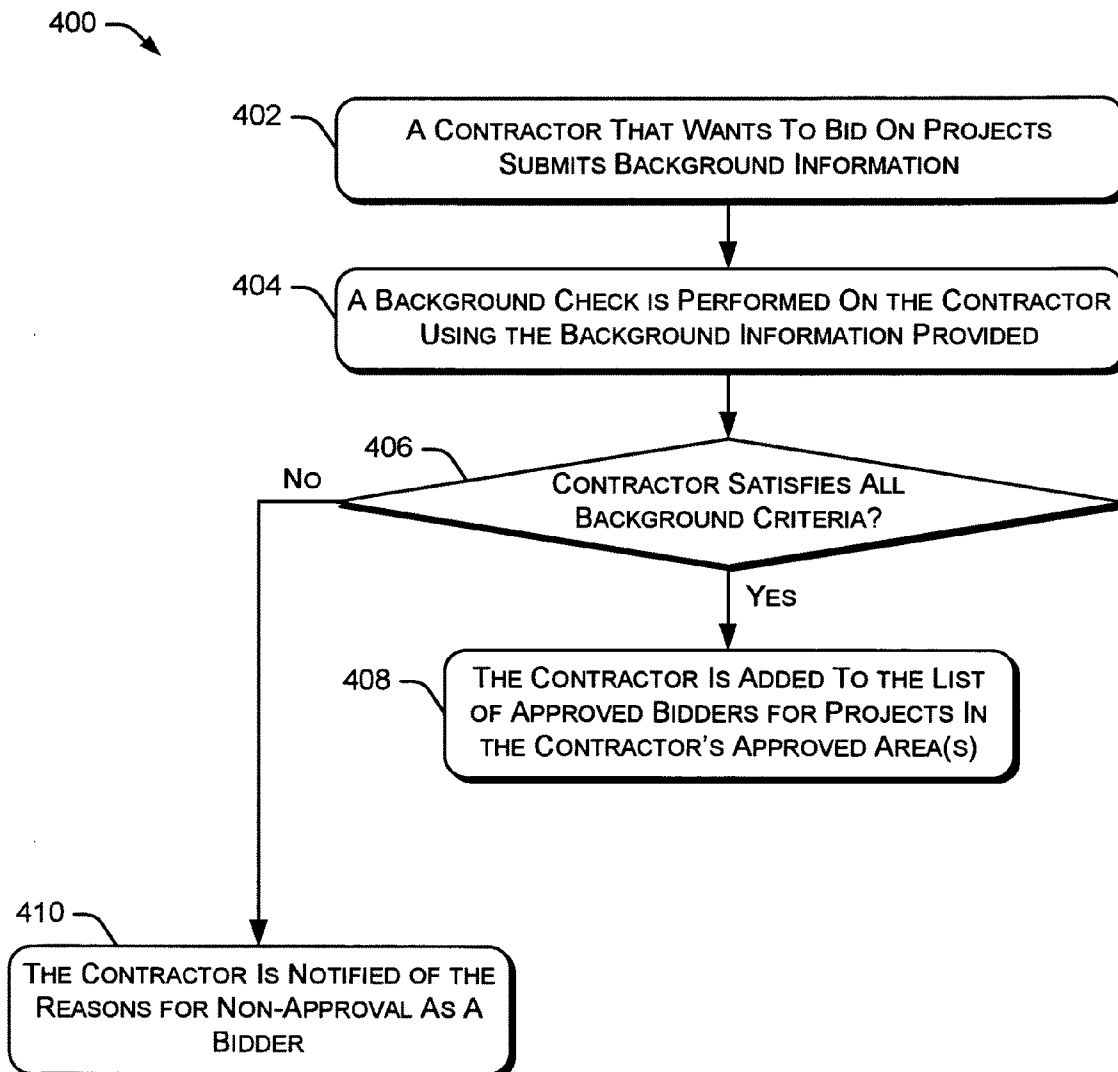 400
402
A CONTRACTOR THAT WANTS TO BID ON PROJECTS
SUBMITS BACKGROUND INFORMATION
404
A BACKGROUND CHECK IS PERFORMED ON THE CONTRACTOR
USING THE BACKGROUND INFORMATION PROVIDED
406
NO
CONTRACTOR SATISFIES ALL
BACKGROUND CRITERIA?
YES
408
THE CONTRACTOR IS ADDED TO THE LIST
OF APPROVED BIDDERS FOR PROJECTS IN
THE CONTRACTOR'S APPROVED AREA(S)
410
THE CONTRACTOR IS NOTIFIED OF THE
REASONS FOR NON-APPROVAL AS A
BIDDER